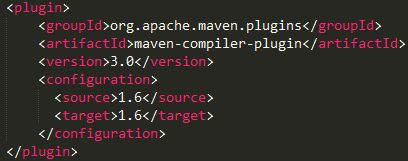 <plugin>
<groupId>org.apache.maven.plugins</groupId>
<artifactId>maven-compiler-plugin</artifactId>
<version>3.0</version>
<configuration>
<source>1.6</source>
<target>1.6</target>
</configuration>
</plugin>